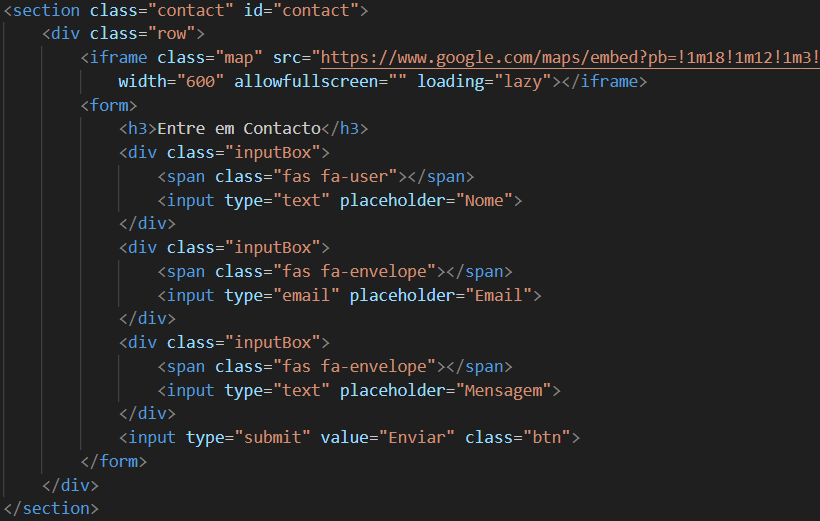 <section class="contact" id="contact">
<div class="row">
<iframe class="map" src="https://www.google.com/maps/embed?pb=!1m18!1m12!1m3!
width="600" allowfullscreen="" loading="lazy"></iframe>
<form>
<h3>Entre em Contacto</h3>
<div class="inputBox">
<span class="fas fa-user"></span>
<input type="text" placeholder="Nome">
</div>
<div class="inputBox">
<span class="fas fa-envelope"></span>
<input type="email" placeholder="Email">
</div>
<div class="inputBox">
<span class="fas fa-envelope"></span>
<input type="text" placeholder="Mensagem">
</div>
<input type="submit" value="Enviar" class="btn">
</form>
</div>
</section>